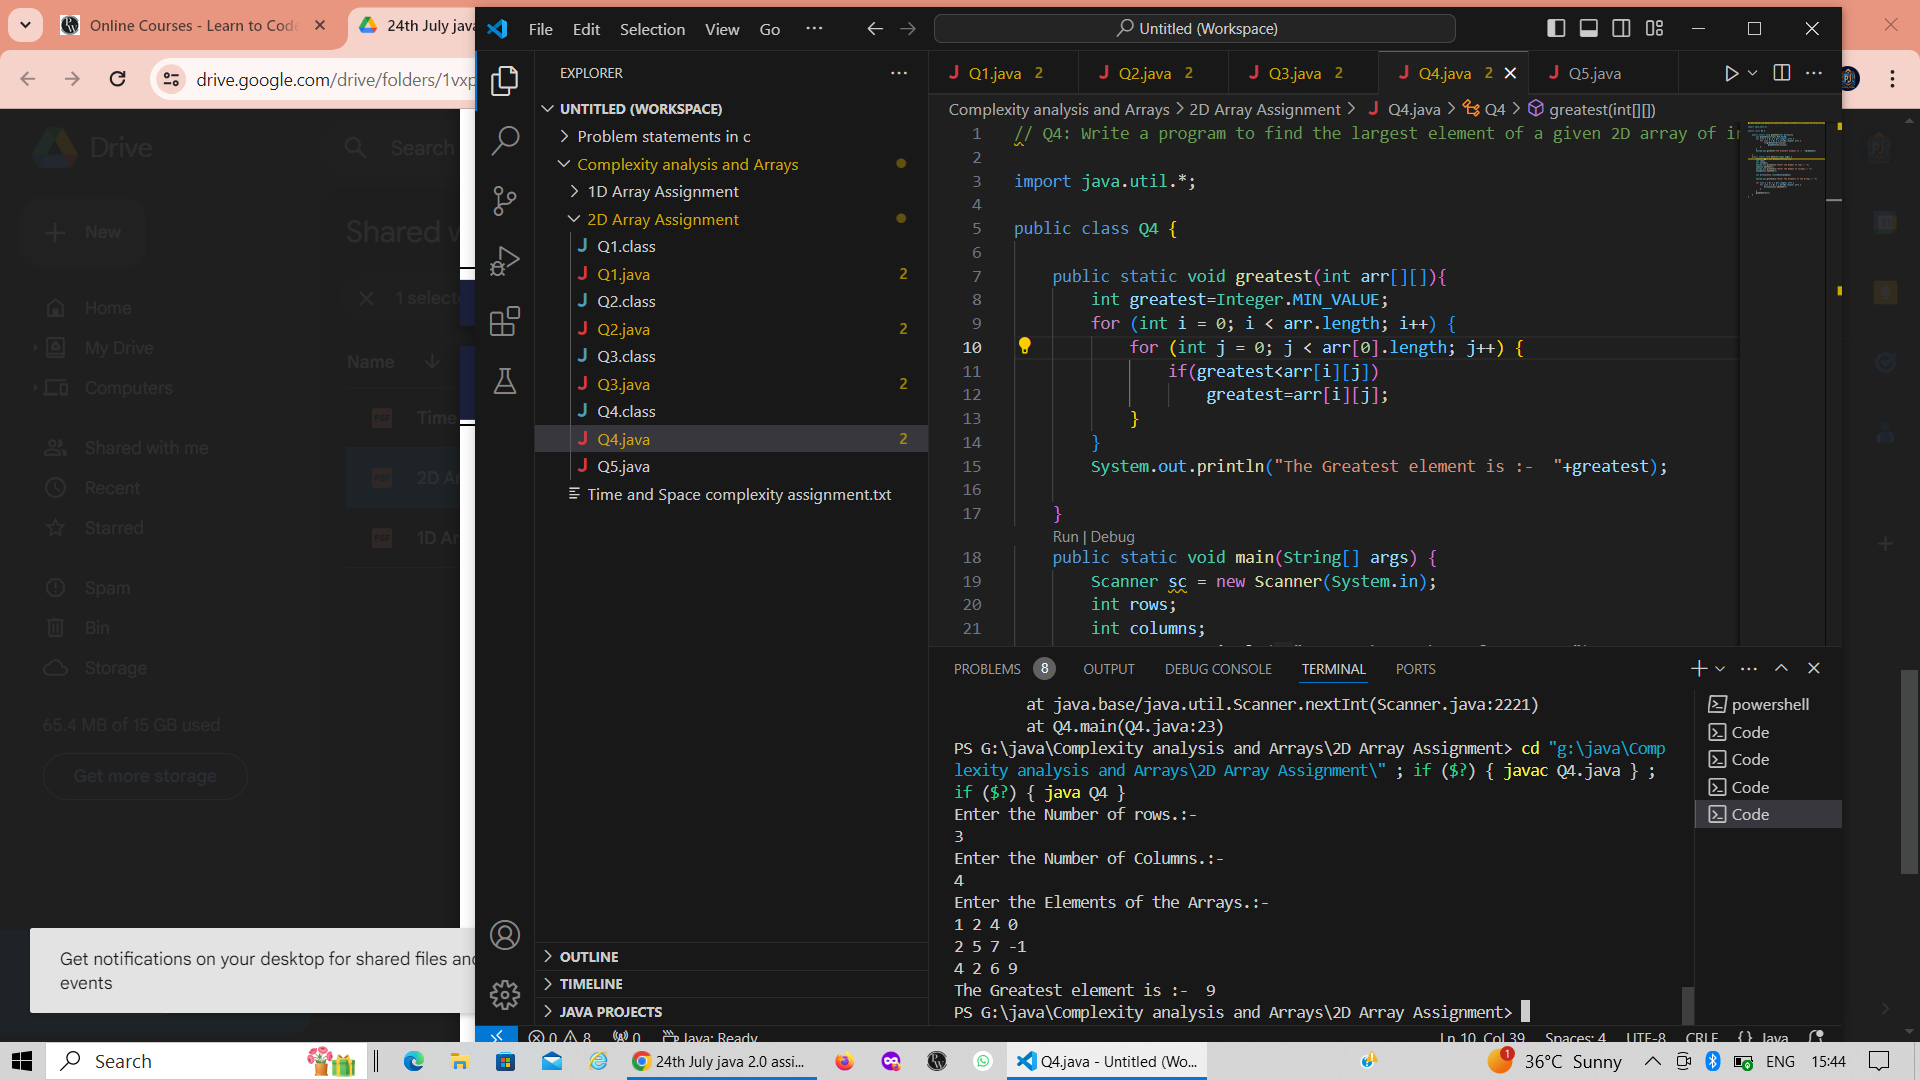 Online Courses - Learn to Code
24th July java
drive.google.com/drive/folders/1vxp
Drive
Search
New
Shared w
1 selecte
Home
My Drive
Computers
Name
Time
2D Ar
1D Ar
Shared with me
Recent
Starred
Spam
Bin
Storage
65.4 MB of 15 GB used
Get more storage
Get notifications on your desktop for shared files and
events
File Edit Selection View Go ···
Untitled (Workspace)
EXPLORER
UNTITLED (WORKSPACE)
Problem statements in c
Complexity analysis and Arrays
1D Array Assignment
2D Array Assignment
J Q1.class
J Q1.java 2
J Q2.class
J Q2.java 2
J Q3.class
J Q3.java 2
J Q4.class
J Q4.java 2
J Q5.java
Time and Space complexity assignment.txt
OUTLINE
TIMELINE
JAVA PROJECTS
J Q1.java 2 J Q2.java 2 J Q3.java 2 J Q4.java 2 J Q5.java
Complexity analysis and Arrays > 2D Array Assignment > J Q4.java > Q4 > greatest(int[][])
1 // Q4: Write a program to find the largest element of a given 2D array of in
2
3 import java.util.*;
4
5 public class Q4 {
6
7 public static void greatest(int arr[][]){
8 int greatest=Integer.MIN_VALUE;
9 for (int i = 0; i < arr.length; i++) {
10 for (int j = 0; j < arr[0].length; j++) {
11 if(greatest<arr[i][j])
12 greatest=arr[i][j];
13 }
14 }
15 System.out.println("The Greatest element is :-  "+greatest);
16
17 }
Run | Debug
18 public static void main(String[] args) {
19 Scanner sc = new Scanner(System.in);
20 int rows;
21 int columns;
PROBLEMS 8 OUTPUT DEBUG CONSOLE TERMINAL PORTS
at java.base/java.util.Scanner.nextInt(Scanner.java:2221)
at Q4.main(Q4.java:23)
PS G:\java\Complexity analysis and Arrays\2D Array Assignment> cd "g:\java\Comp
lexity analysis and Arrays\2D Array Assignment\" ; if ($?) { javac Q4.java } ;
if ($?) { java Q4 }
Enter the Number of rows.:-
3
Enter the Number of Columns.:-
4
Enter the Elements of the Arrays.:-
1 2 4 0
2 5 7 -1
4 2 6 9
The Greatest element is :-  9
PS G:\java\Complexity analysis and Arrays\2D Array Assignment>
powershell
Code
Code
Code
Code
0 8 0 Java: Ready
Ln 10, Col 39 Spaces: 4 UTF-8 CRLF {} Java
Search
24th July java 2.0 assi...
Q4.java - Untitled (Wo...
1
36°C Sunny
ENG
15:44